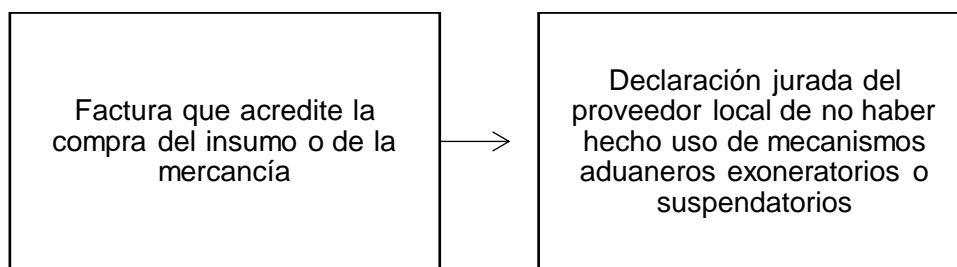 Factura que acredite la
compra del insumo o de la
mercancía
Declaración jurada del
proveedor local de no haber
hecho uso de mecanismos
aduaneros exoneratorios o
suspendatorios